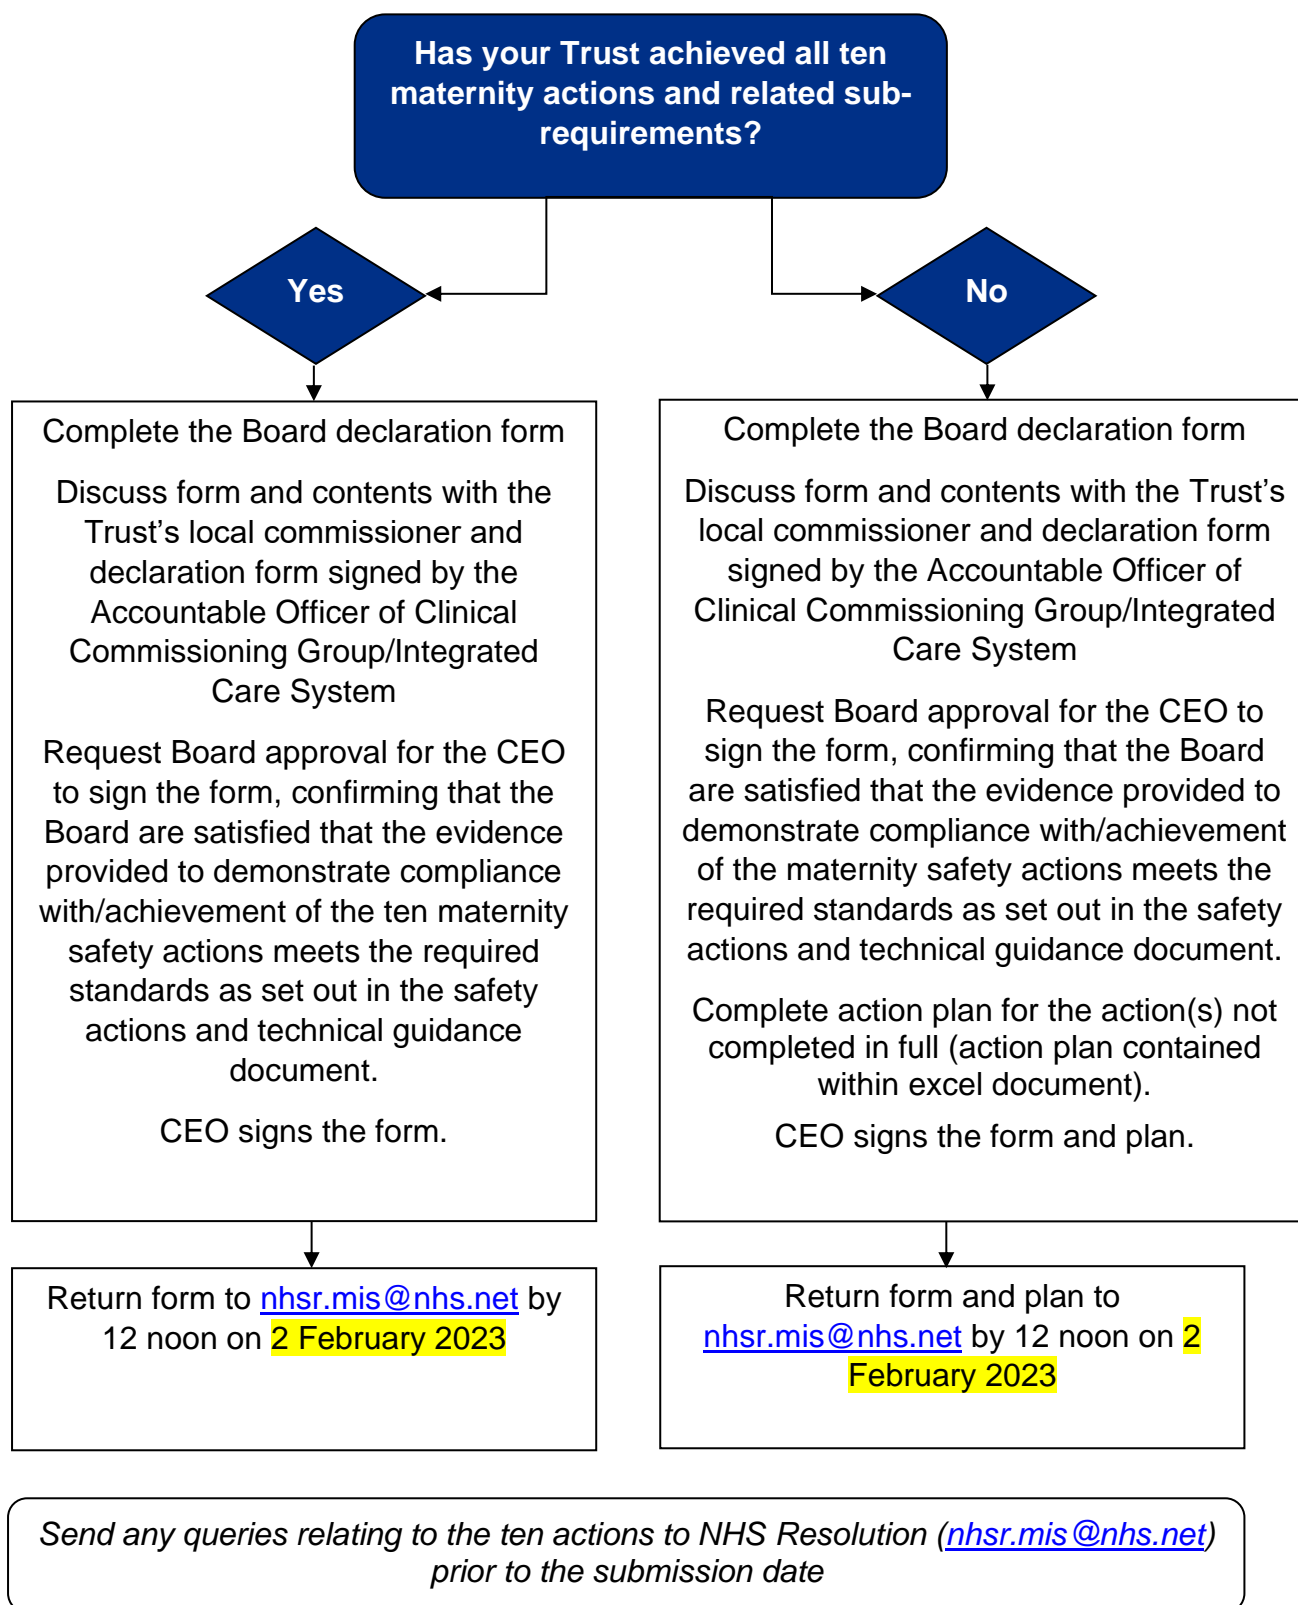 Has your Trust achieved all ten
maternity actions and related sub-
requirements?
Yes
No
Complete the Board declaration form
Discuss form and contents with the
Trust’s local commissioner and
declaration form signed by the
Accountable Officer of Clinical
Commissioning Group/Integrated
Care System
Request Board approval for the CEO
to sign the form, confirming that the
Board are satisfied that the evidence
provided to demonstrate compliance
with/achievement of the ten maternity
safety actions meets the required
standards as set out in the safety
actions and technical guidance
document.
CEO signs the form.
Complete the Board declaration form
Discuss form and contents with the Trust’s
local commissioner and declaration form
signed by the Accountable Officer of
Clinical Commissioning Group/Integrated
Care System
Request Board approval for the CEO to
sign the form, confirming that the Board
are satisfied that the evidence provided to
demonstrate compliance with/achievement
of the maternity safety actions meets the
required standards as set out in the safety
actions and technical guidance document.
Complete action plan for the action(s) not
completed in full (action plan contained
within excel document).
CEO signs the form and plan.
Return form to nhsr.mis@nhs.net by
12 noon on 2 February 2023
Return form and plan to
nhsr.mis@nhs.net by 12 noon on 2
February 2023
Send any queries relating to the ten actions to NHS Resolution (nhsr.mis@nhs.net)
prior to the submission date